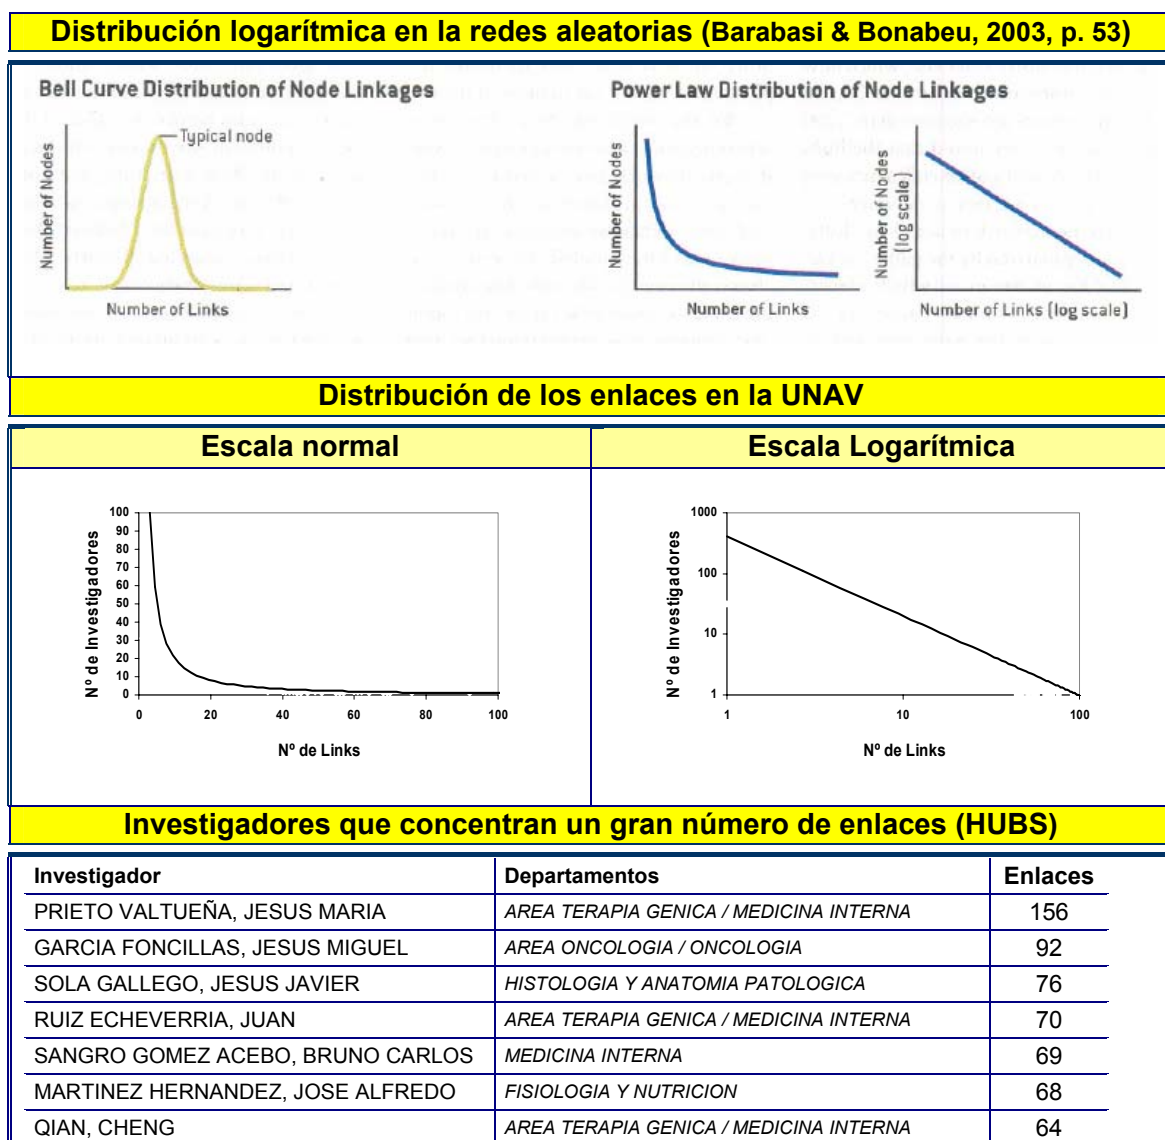 Distribución logarítmica en la redes aleatorias (Barabasi & Bonabeu, 2003, p. 53)
Bell Curve Distribution of Node Linkages
Typical node
Number of Nodes
Number of Links
Power Law Distribution of Node Linkages
Number of Nodes
Number of Links
Number of Nodes
(log scale)
Number of Links (log scale)
Distribución de los enlaces en la UNAV
Escala normal
Escala Logarítmica
100
90
80
70
60
50
40
30
20
10
0
Nº de Investigadores
0 20 40 60 80 100
Nº de Links
1000
100
10
1
Nº de Investigadores
1 10 100
Nº de Links
Investigadores que concentran un gran número de enlaces (HUBS)
Investigador Departamentos Enlaces
PRIETO VALTUEÑA, JESUS MARIA AREA TERAPIA GENICA / MEDICINA INTERNA 156
GARCIA FONCILLAS, JESUS MIGUEL AREA ONCOLOGIA / ONCOLOGIA 92
SOLA GALLEGO, JESUS JAVIER HISTOLOGIA Y ANATOMIA PATOLOGICA 76
RUIZ ECHEVERRIA, JUAN AREA TERAPIA GENICA / MEDICINA INTERNA 70
SANGRO GOMEZ ACEBO, BRUNO CARLOS MEDICINA INTERNA 69
MARTINEZ HERNANDEZ, JOSE ALFREDO FISIOLOGIA Y NUTRICION 68
QIAN, CHENG AREA TERAPIA GENICA / MEDICINA INTERNA 64